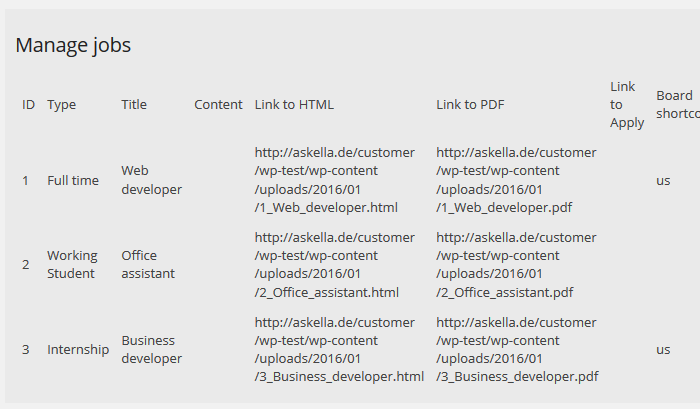 Manage jobs
ID Type Title Content Link to HTML Link to PDF Link to Apply Board
1 Full time Web developer http://askella.de/customer/wp-test/wp-content/uploads/2016/01/1_Web_developer.html http://askella.de/customer/wp-test/wp-content/uploads/2016/01/1_Web_developer.pdf us
2 Working Student Office assistant http://askella.de/customer/wp-test/wp-content/uploads/2016/01/2_Office_assistant.html http://askella.de/customer/wp-test/wp-content/uploads/2016/01/2_Office_assistant.pdf
3 Internship Business developer http://askella.de/customer/wp-test/wp-content/uploads/2016/01/3_Business_developer.html http://askella.de/customer/wp-test/wp-content/uploads/2016/01/3_Business_developer.pdf us